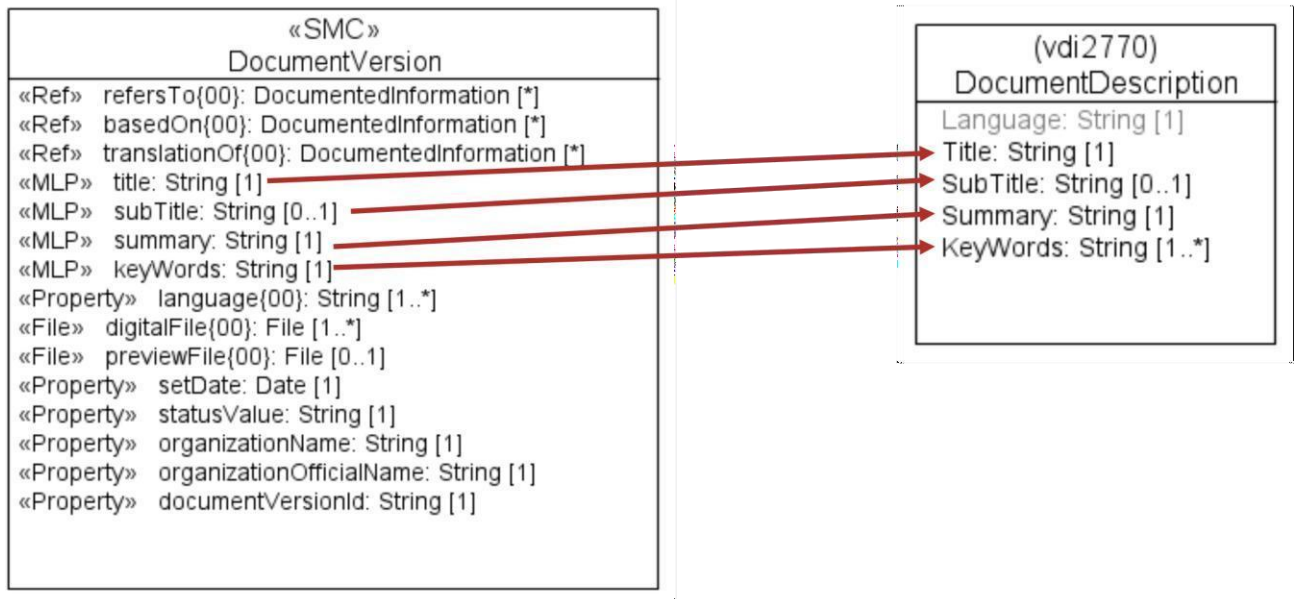 «SMC»
DocumentVersion
«Ref» refersTo{00}: DocumentedInformation [*]
«Ref» basedOn{00}: DocumentedInformation [*]
«Ref» translationOf{00}: DocumentedInformation [*]
«MLP» title: String [1]
«MLP» subTitle: String [0..1]
«MLP» summary: String [1]
«MLP» keyWords: String [1]
«Property» language{00}: String [1..*]
«File» digitalFile{00}: File [1..*]
«File» previewFile{00}: File [0..1]
«Property» setDate: Date [1]
«Property» statusValue: String [1]
«Property» organizationName: String [1]
«Property» organizationOfficialName: String [1]
«Property» documentVersionId: String [1]
(vdi2770)
DocumentDescription
Language: String [1]
Title: String [1]
SubTitle: String [0..1]
Summary: String [1]
KeyWords: String [1..*]